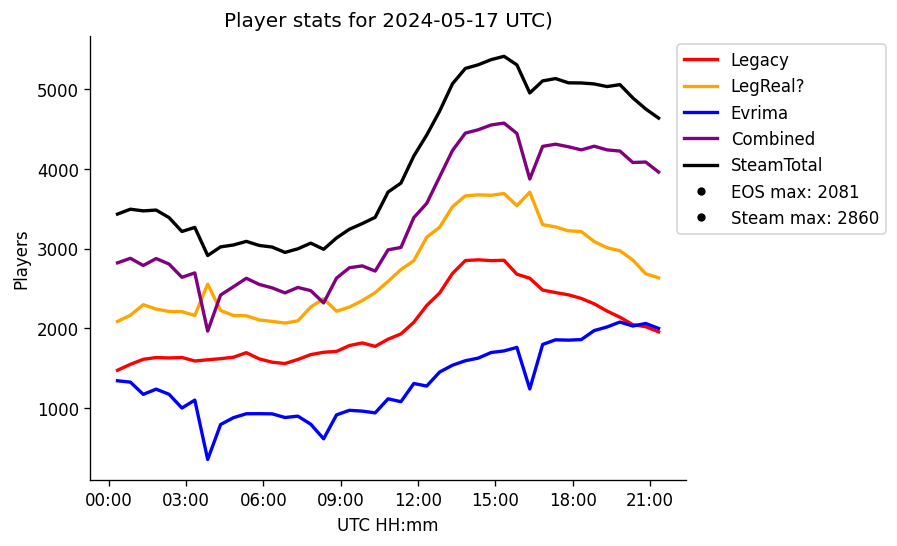 Player stats for 2024-05-17 UTC)
Legacy
LegReal?
Evrima
Combined
SteamTotal
EOS max: 2081
Steam max: 2860
Players
5000
4000
3000
2000
1000
00:00 03:00 06:00 09:00 12:00 15:00 18:00 21:00
UTC HH:mm